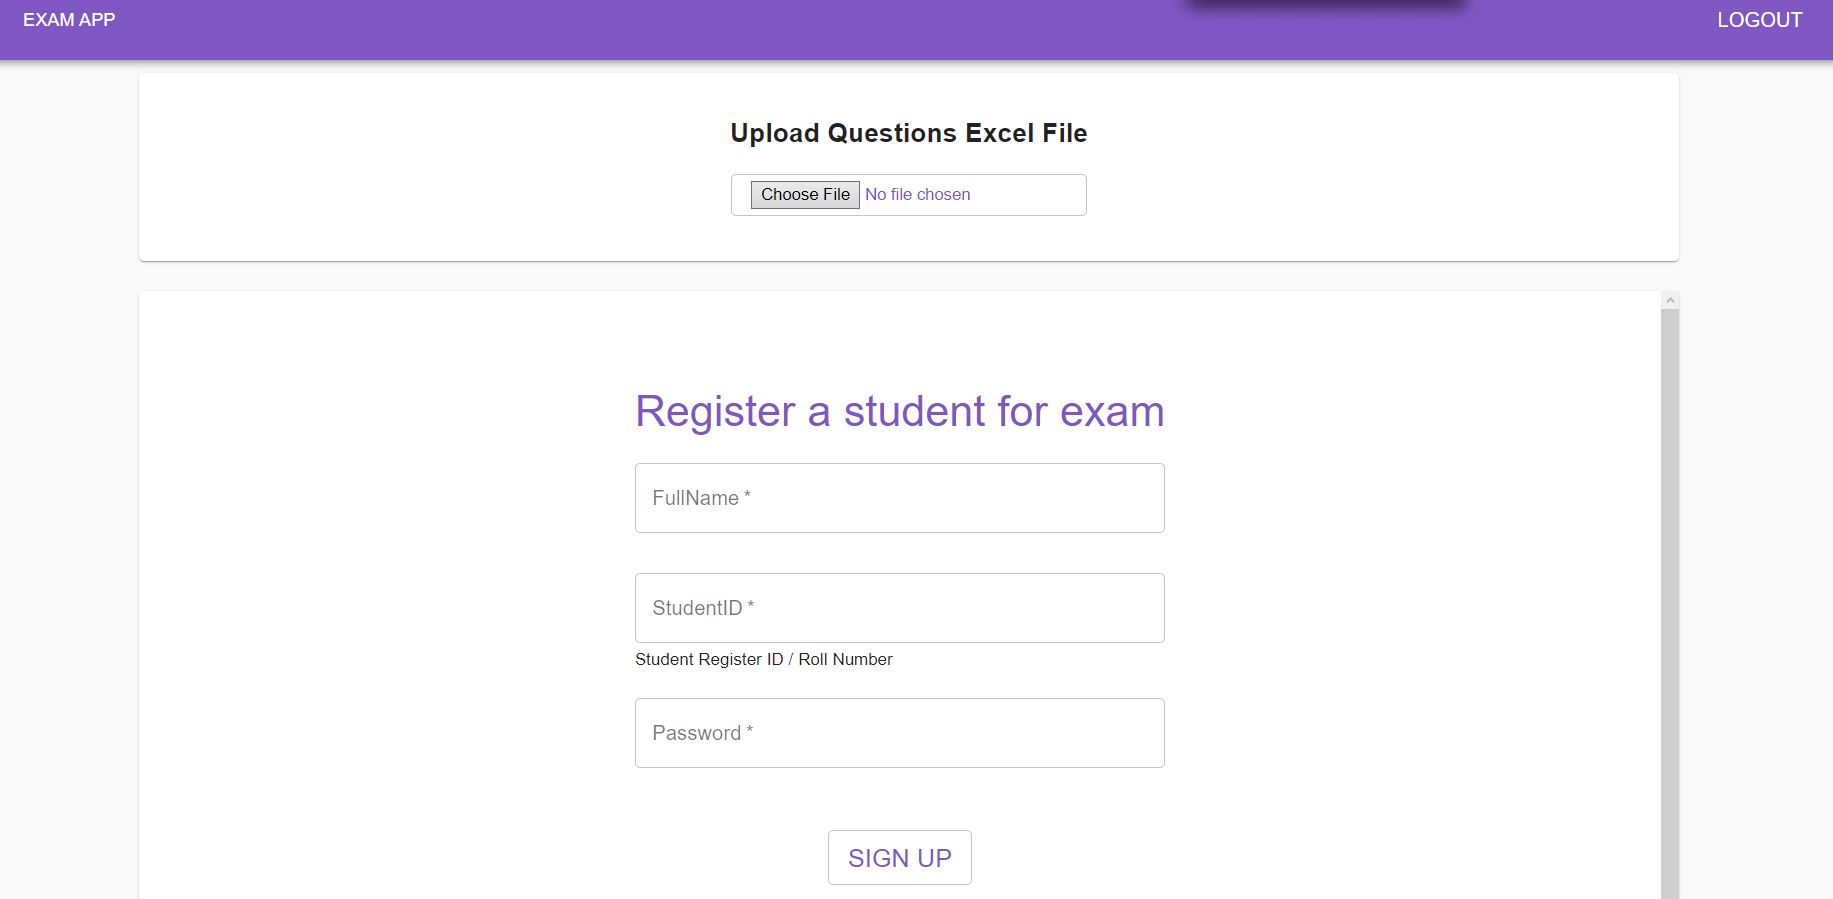 EXAM APP
LOGOUT
Upload Questions Excel File
Choose File No file chosen
Register a student for exam
FullName *
StudentID *
Student Register ID / Roll Number
Password *
SIGN UP